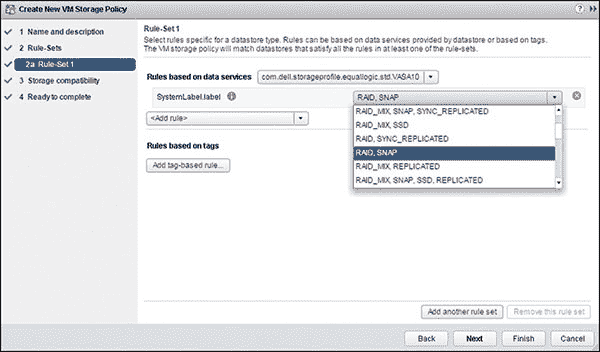 Create New VM Storage Policy
1 Name and description
2 Rule-Sets
2a Rule-Set 1
3 Storage compatibility
4 Ready to complete
Rule-Set 1
Select rules specific for a datastore type. Rules can be based on data services provided by datastore or based on tags.
The VM storage policy will match datastores that satisfy all the rules in at least one of the rule-sets.
Rules based on data services com.dell.storageprofile.equallogic.std.VASA10
SystemLabel.label RAID, SNAP
<Add rule>
RAID_MIX, SNAP, SYNC_REPLICATED
RAID_MIX, SSD
RAID, SYNC_REPLICATED
RAID, SNAP
RAID_MIX, REPLICATED
RAID_MIX, SNAP, SSD, REPLICATED
Rules based on tags
Add tag-based rule...
Add another rule set Remove this rule set
Back Next Finish Cancel